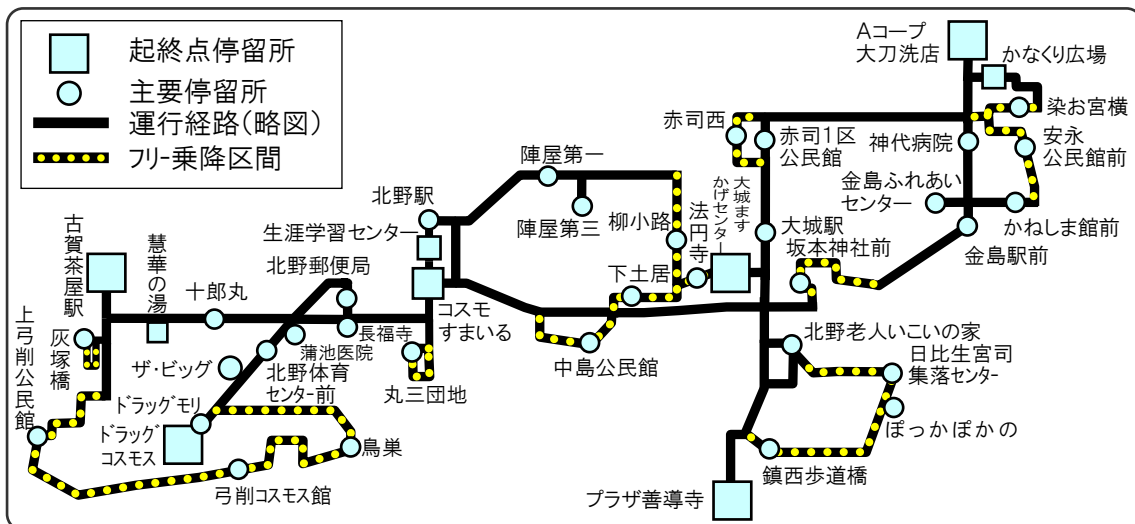 起終点停留所
主要停留所
運行経路(略図)
フリー乗降区間
Aコープ
大刀洗店
かなくり広場
染お宮横
安永
公民館前
神代病院
赤司西
赤司1区
公民館
金島ふれあい
センター
かねしま館前
金島駅前
陣屋第一
陣屋第三
北野駅
生涯学習センター
コスモ
すまいる
柳小路
法円寺
大城ます
かげセンター
大城駅
坂本神社前
下土居
中島公民館
古賀茶屋駅
慧華の湯
十郎丸
北野郵便局
長福寺
蒲池医院
北野体育
センター前
ザ・ビッグ
丸三団地
灰塚橋
上弓削公民館
ドラッグモリ
ドラッグ
コスモス
鳥巣
弓削コスモス館
北野老人いこいの家
日比生宮司
集落センター
ぽっかぽかの
鎮西歩道橋
プラザ善導寺